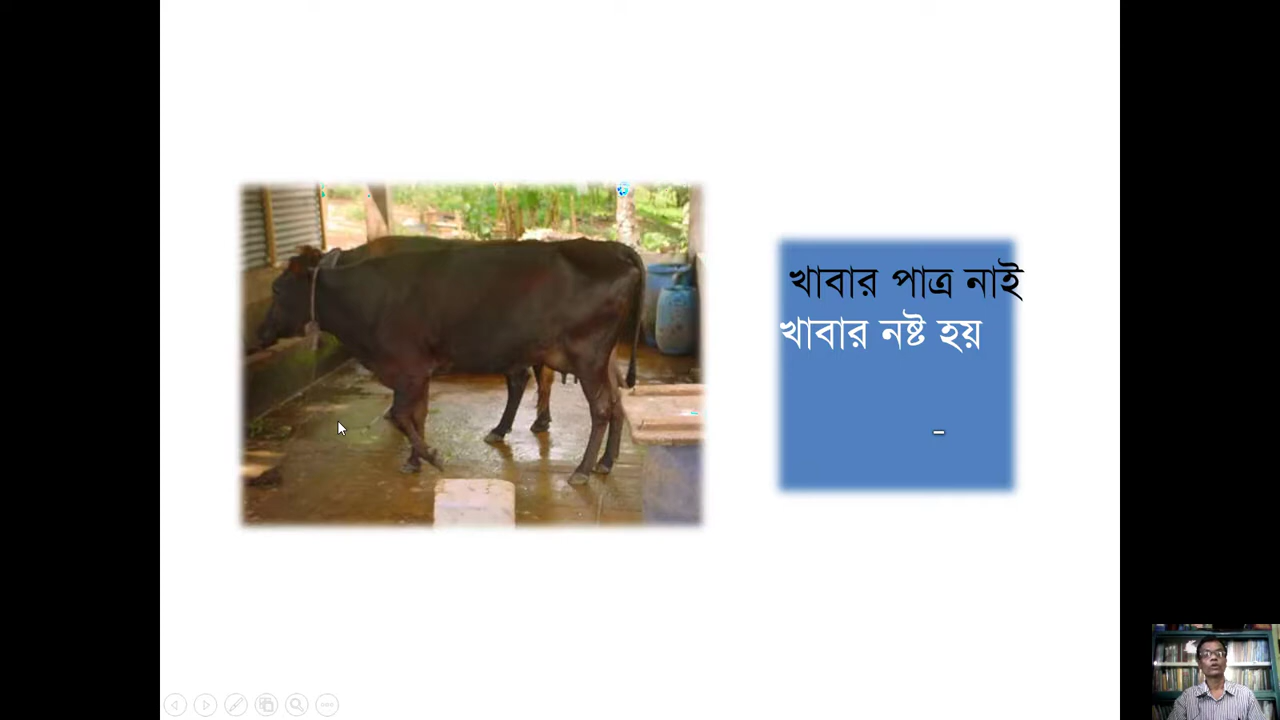 খাবার পাত্র নাই
খাবার নষ্ট হয়
–